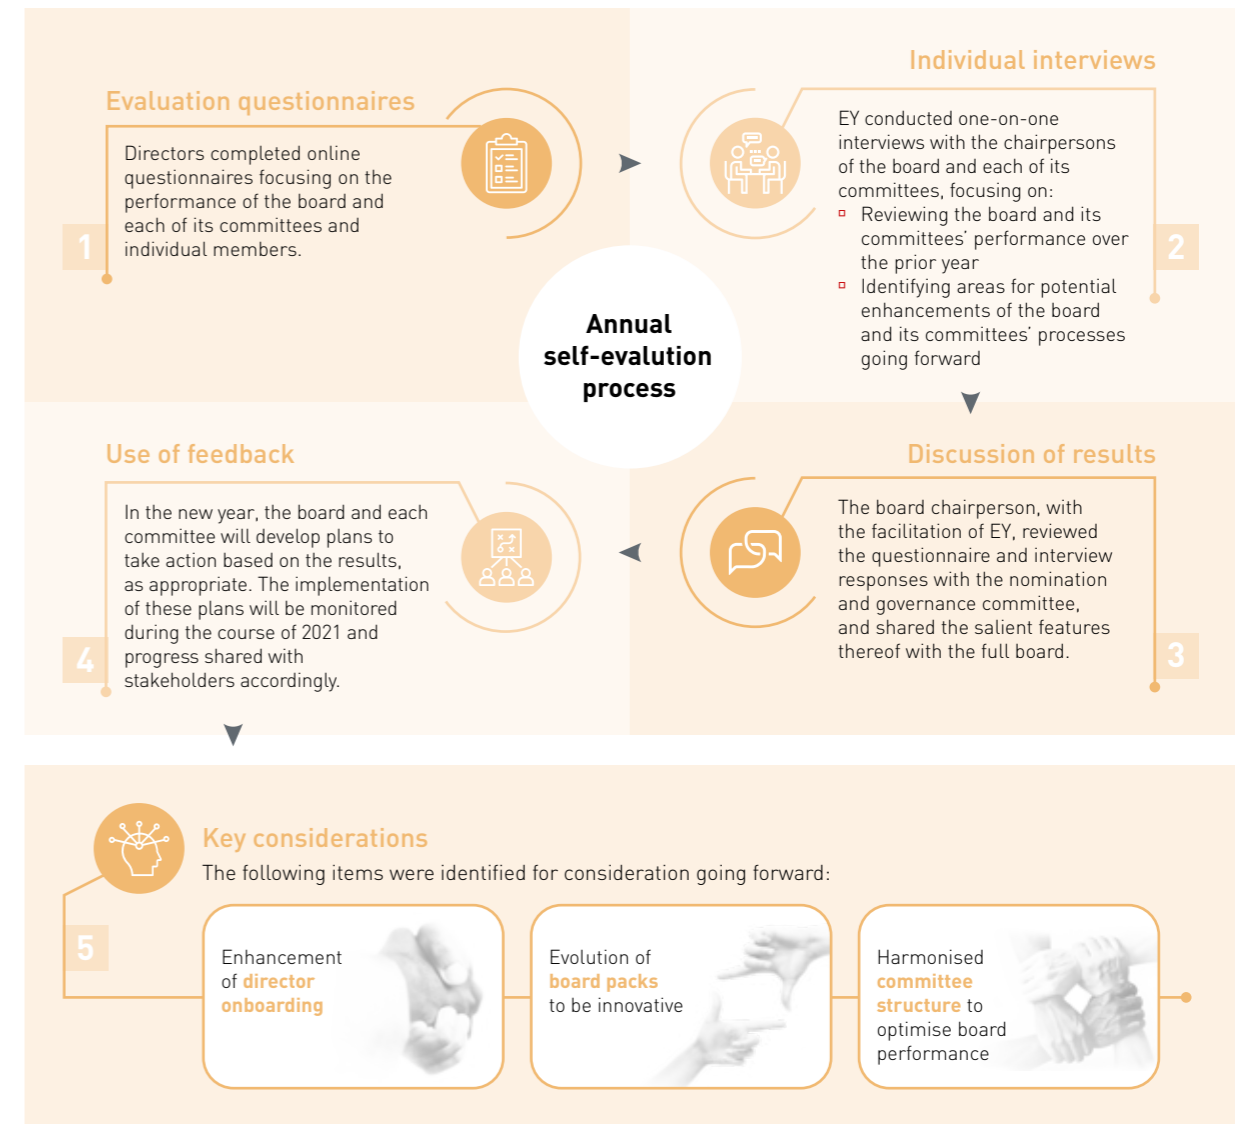 Evaluation questionnaires
Directors completed online
questionnaires focusing on the
performance of the board and
each of its committees and
individual members.
1
Individual interviews
EY conducted one-on-one
interviews with the chairpersons
of the board and each of its
committees, focusing on:
Reviewing the board and its
committees' performance over
the prior year
Identifying areas for potential
enhancements of the board
and its committees' processes
going forward
2
Annual
self-evalution
process
Discussion of results
The board chairperson, with
the facilitation of EY, reviewed
the questionnaire and interview
responses with the nomination
and governance committee,
and shared the salient features
thereof with the full board.
3
Use of feedback
In the new year, the board and each
committee will develop plans to
take action based on the results,
as appropriate. The implementation
of these plans will be monitored
during the course of 2021 and
progress shared with
stakeholders accordingly.
4
Key considerations
The following items were identified for consideration going forward:
5
Enhancement
of director
onboarding
Evolution of
board packs
to be innovative
Harmonised
committee
structure to
optimise board
performance